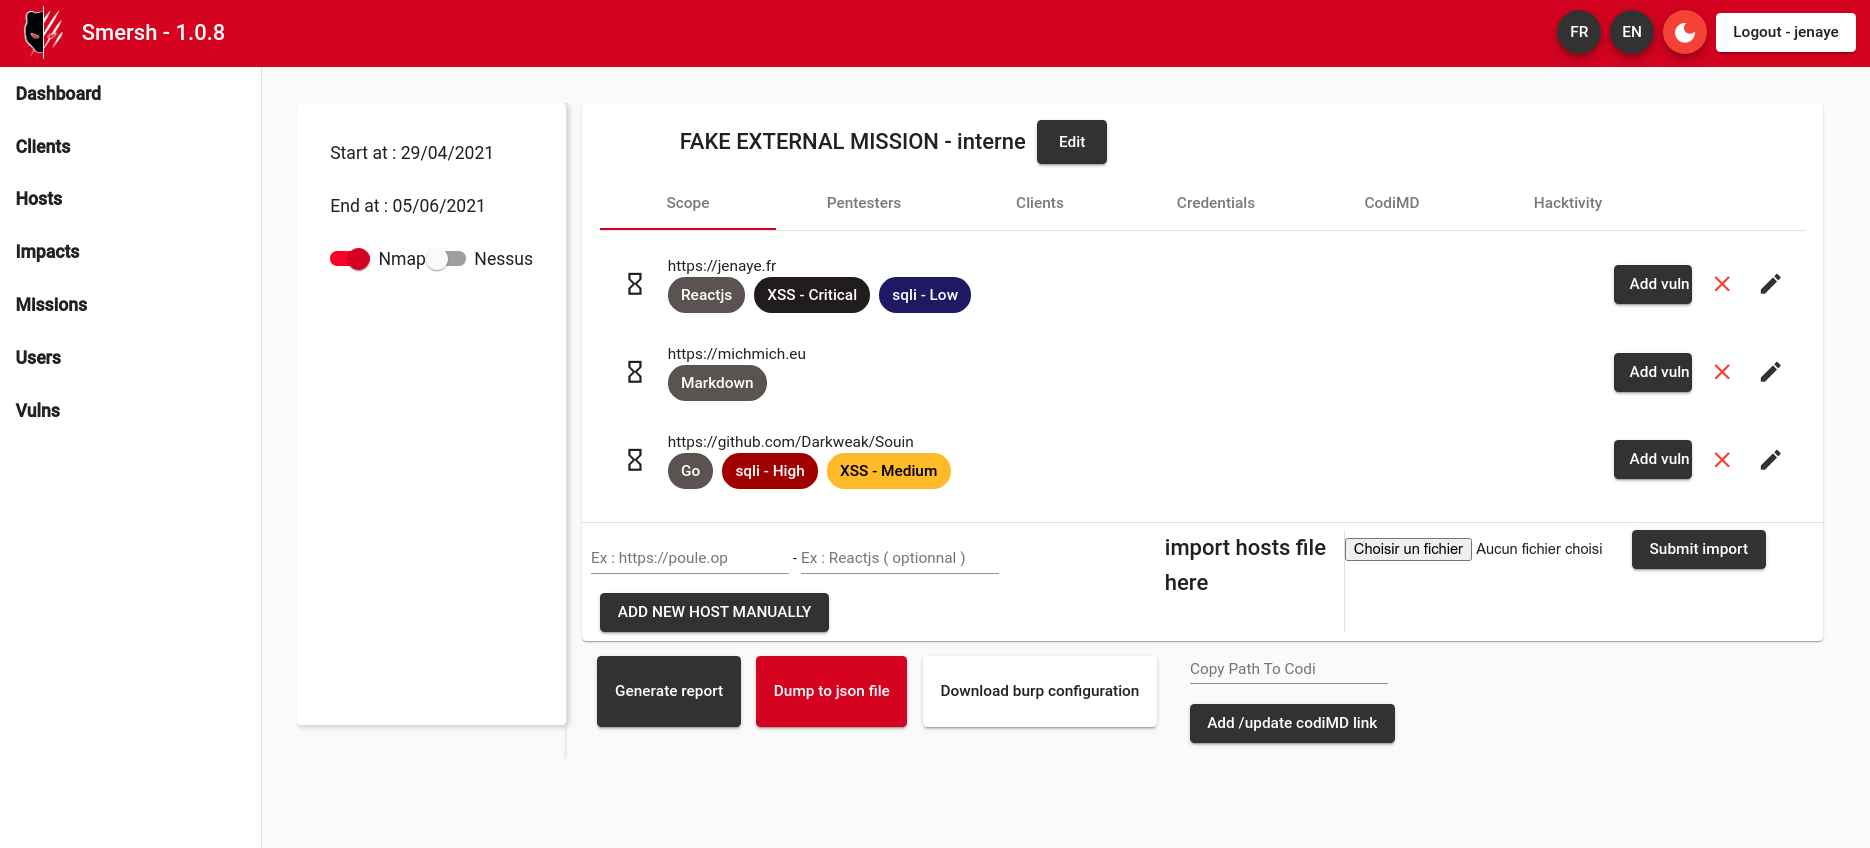 Smersh - 1.0.8
FR
EN
Logout - jenaye
Dashboard
Clients
Hosts
Impacts
Missions
Users
Vulns
Start at : 29/04/2021
End at : 05/06/2021
Nmap
Nessus
FAKE EXTERNAL MISSION - interne
Edit
Scope
Pentesters
Clients
Credentials
CodiMD
Hacktivity
https://jenaye.fr
Reactjs
XSS - Critical
sqli - Low
Add vuln
https://michmich.eu
Markdown
Add vuln
https://github.com/Darkweak/Souin
Go
sqli - High
XSS - Medium
Add vuln
Ex : https://poule.op
- Ex : Reactjs ( optionnal )
ADD NEW HOST MANUALLY
import hosts file
here
Choisir un fichier Aucun fichier choisi
Submit import
Generate report
Dump to json file
Download burp configuration
Copy Path To Codi
Add /update codiMD link